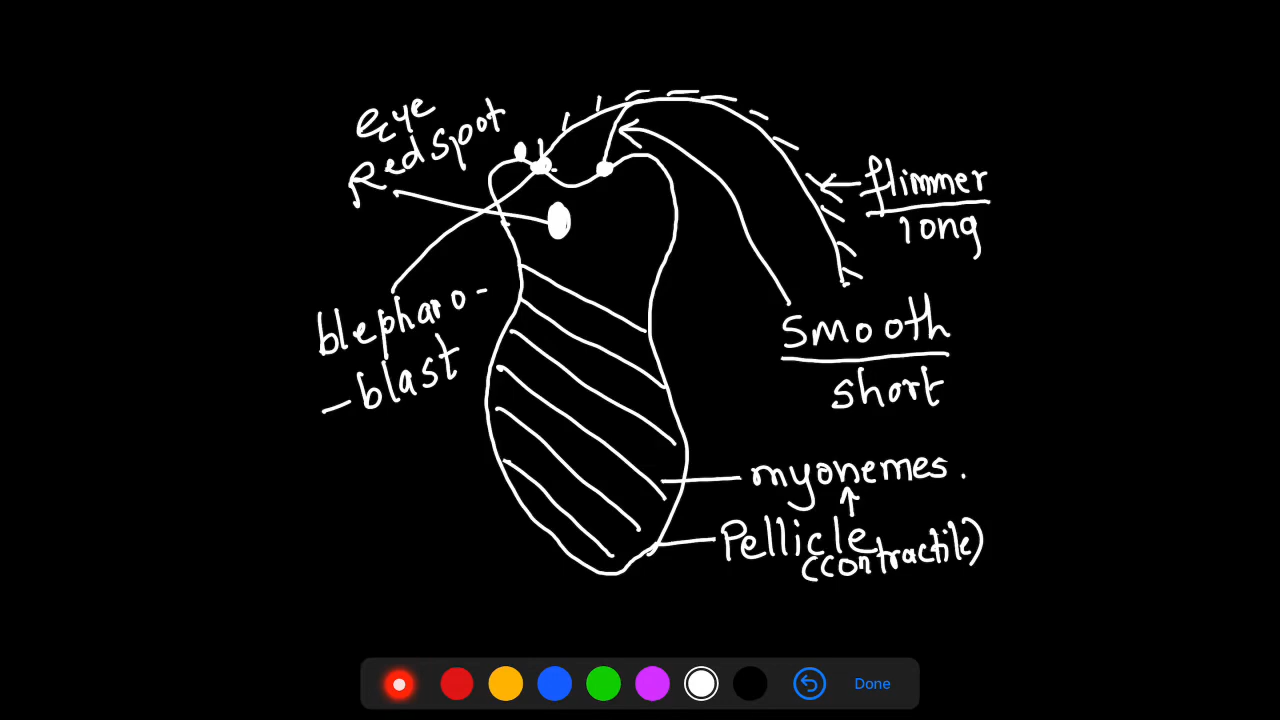 eye
Red spot
blepharo-
-blast
flimmer
long
smooth
short
myonemes.
Pellicle
(contractile)
Done